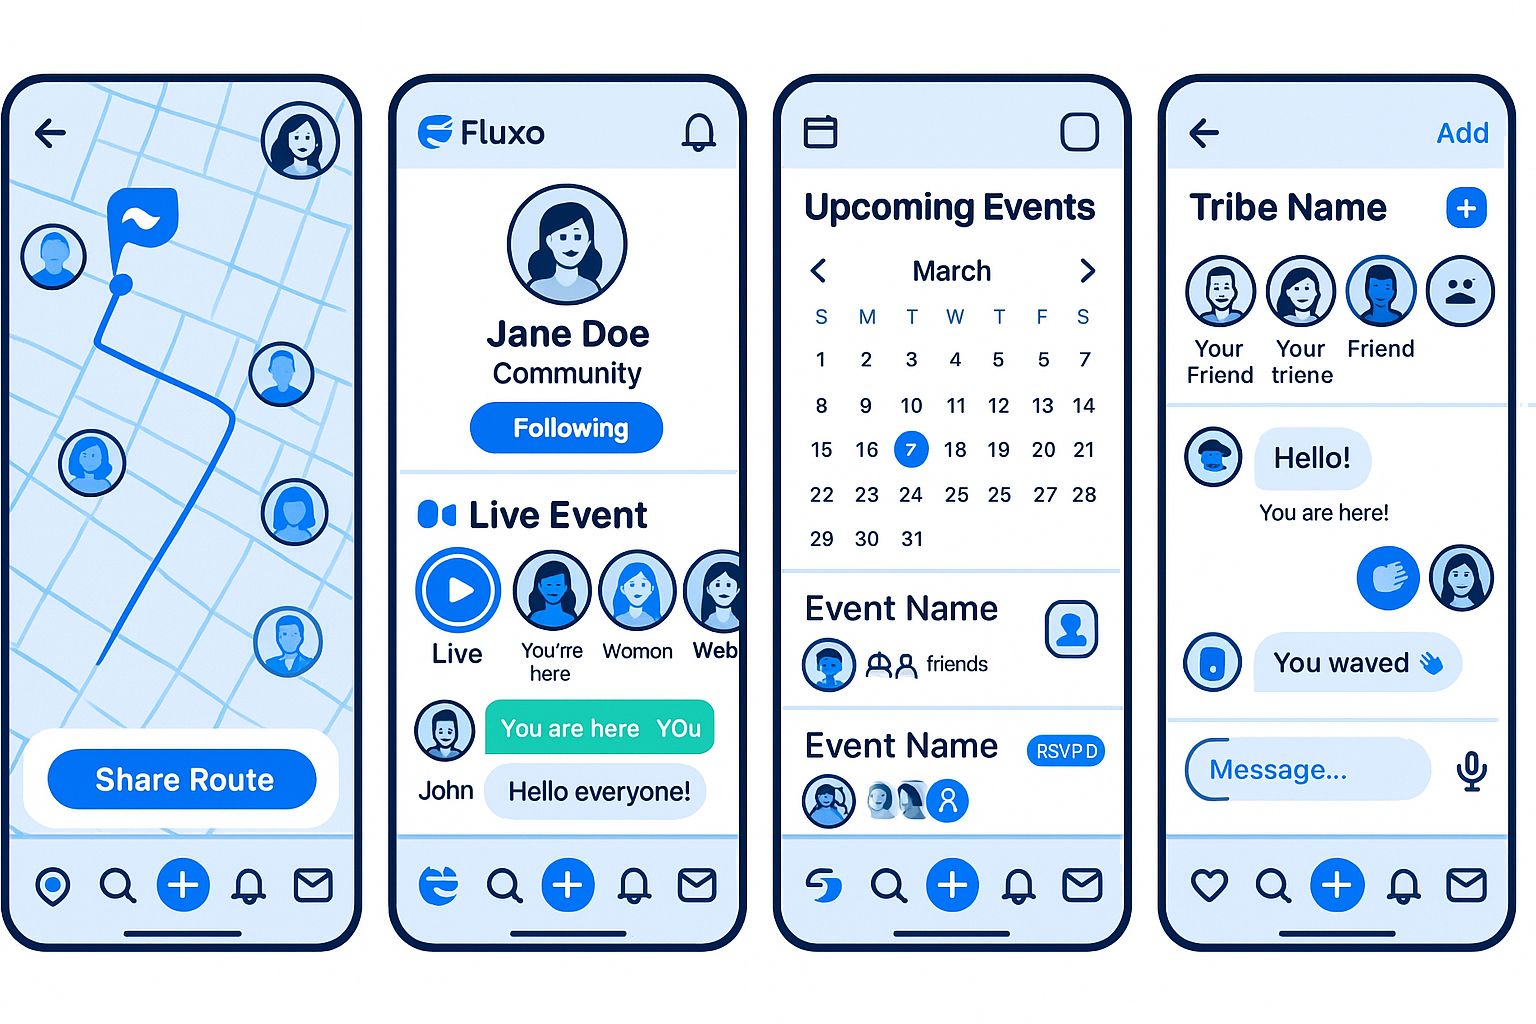 Share Route
Fluxo
Jane Doe
Community
Following
Live Event
Live
You'rre
here
Womon
Web
You are here YOu
John
Hello everyone!
Upcoming Events
March
S M T W T F S
1 2 3 4 5 5 7
8 9 10 11 12 13 14
15 16 7 18 19 20 21
22 23 24 25 25 27 28
29 30 31
Event Name
friends
Event Name
RSVP D
Add
Tribe Name
Your
Friend
Your
triene
Friend
Hello!
You are here!
You waved
Message...